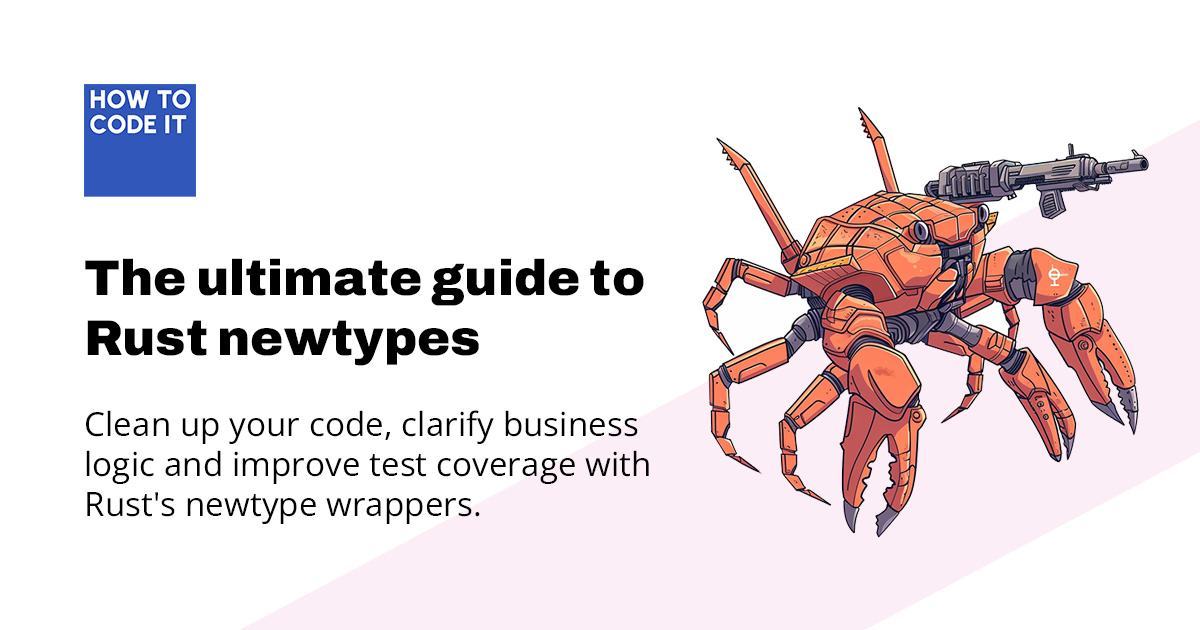 HOW TO
CODE IT
The ultimate guide to
Rust newtypes
Clean up your code, clarify business
logic and improve test coverage with
Rust's newtype wrappers.